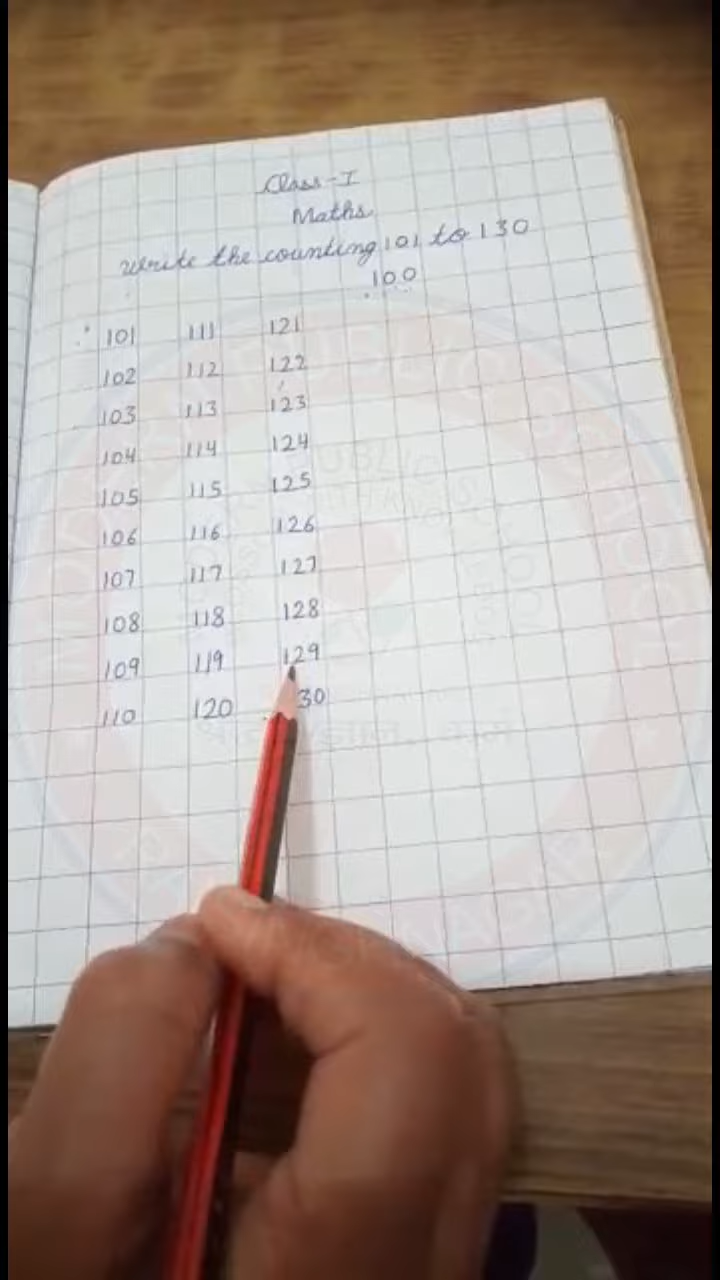 Class-I
Maths
Write the counting 101 to 130
100
101 111 121
102 112 122
103 113 123
104 114 124
105 115 125
106 116 126
107 117 127
108 118 128
109 119 129
110 120 30
PUBLIC